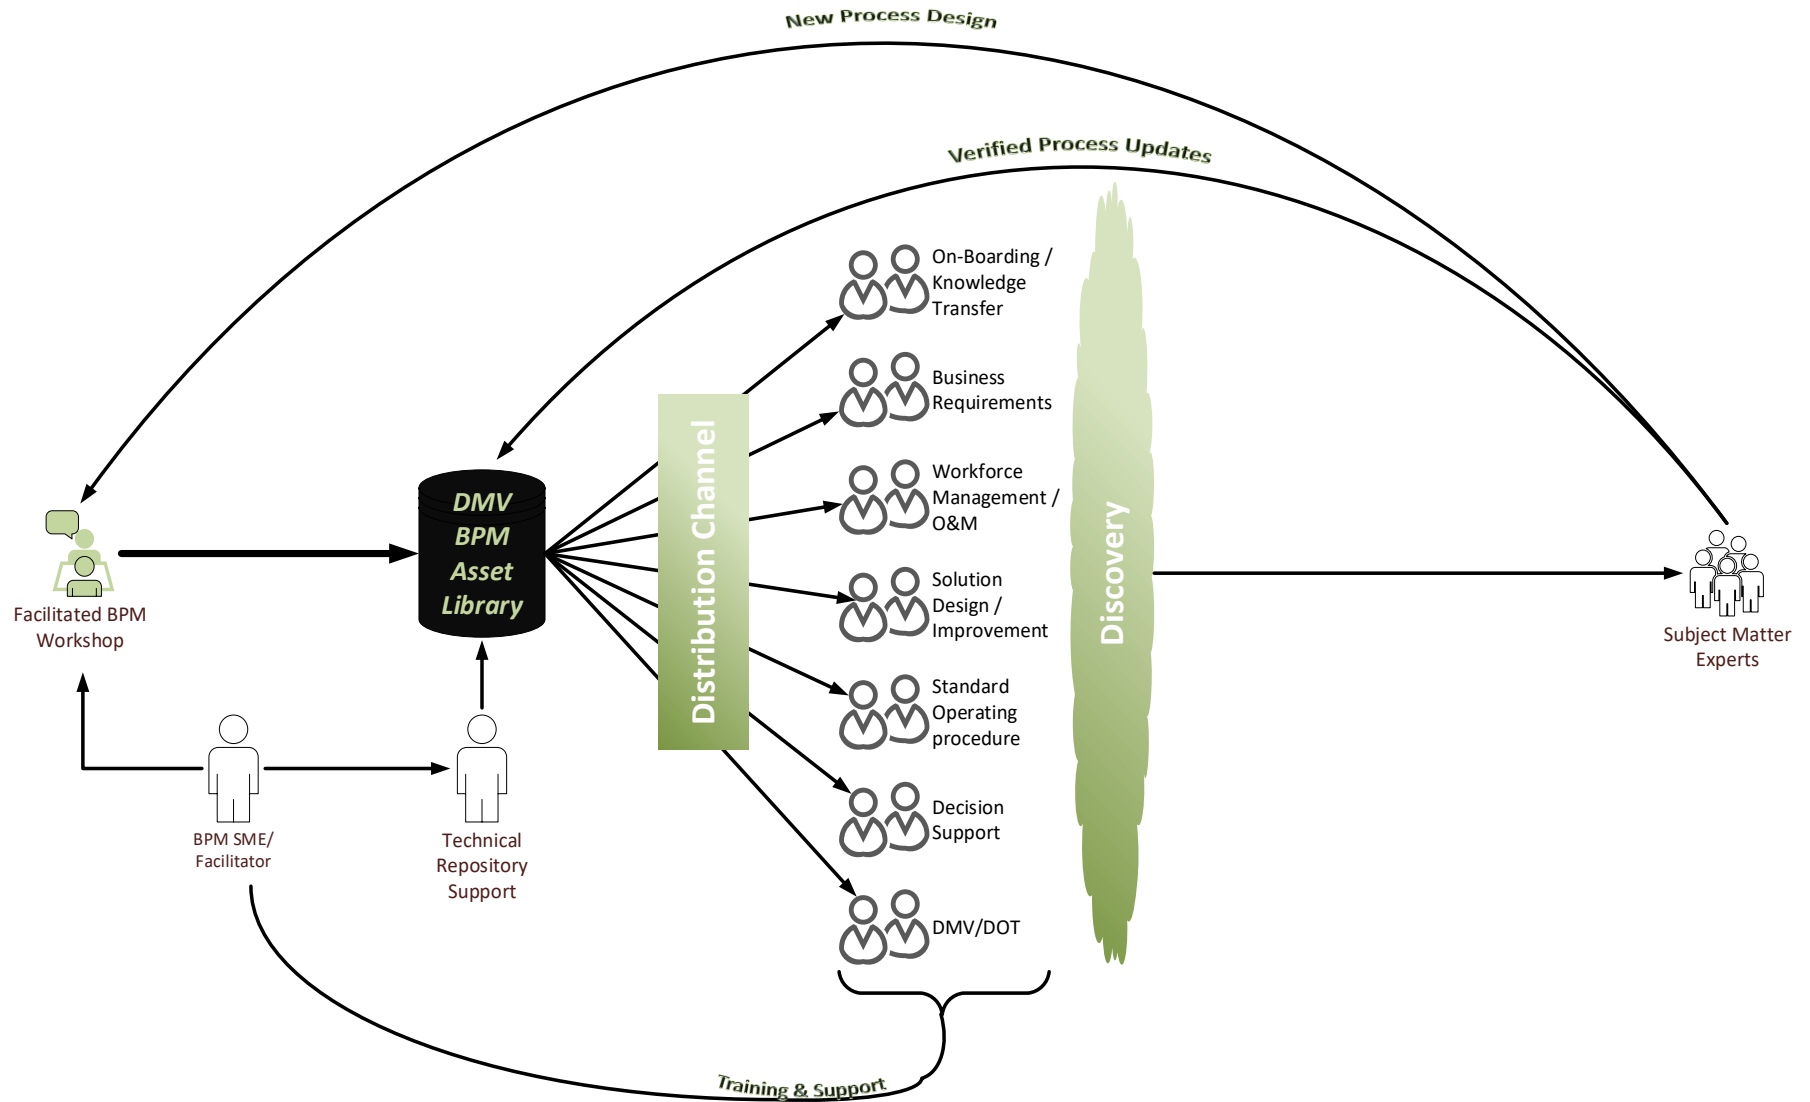 New Process Design
Verified Process Updates
On-Boarding /
Knowledge
Transfer
Business
Requirements
Workforce
Management /
O&M
Solution
Design /
Improvement
Standard
Operating
procedure
Decision
Support
DMV/DOT
Distribution Channel
Discovery
DMV
BPM
Asset
Library
Facilitated BPM
Workshop
Subject Matter
Experts
BPM SME/
Facilitator
Technical
Repository
Support
Training & Support